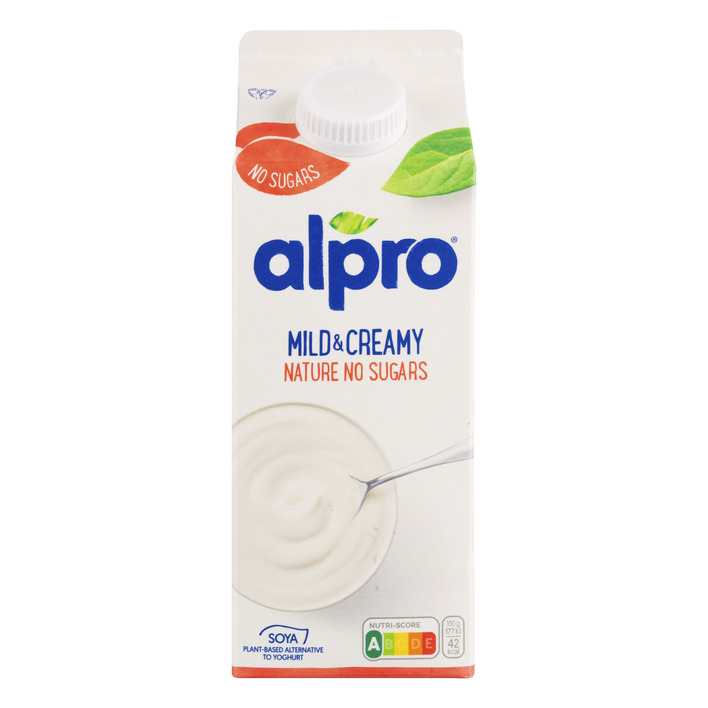 NO SUGARS
alpro®
MILD & CREAMY
NATURE NO SUGARS
SOYA
PLANT-BASED ALTERNATIVE
TO YOGHURT
NUTRI-SCORE
A B C D E
100 g
177 kJ
42
kcal